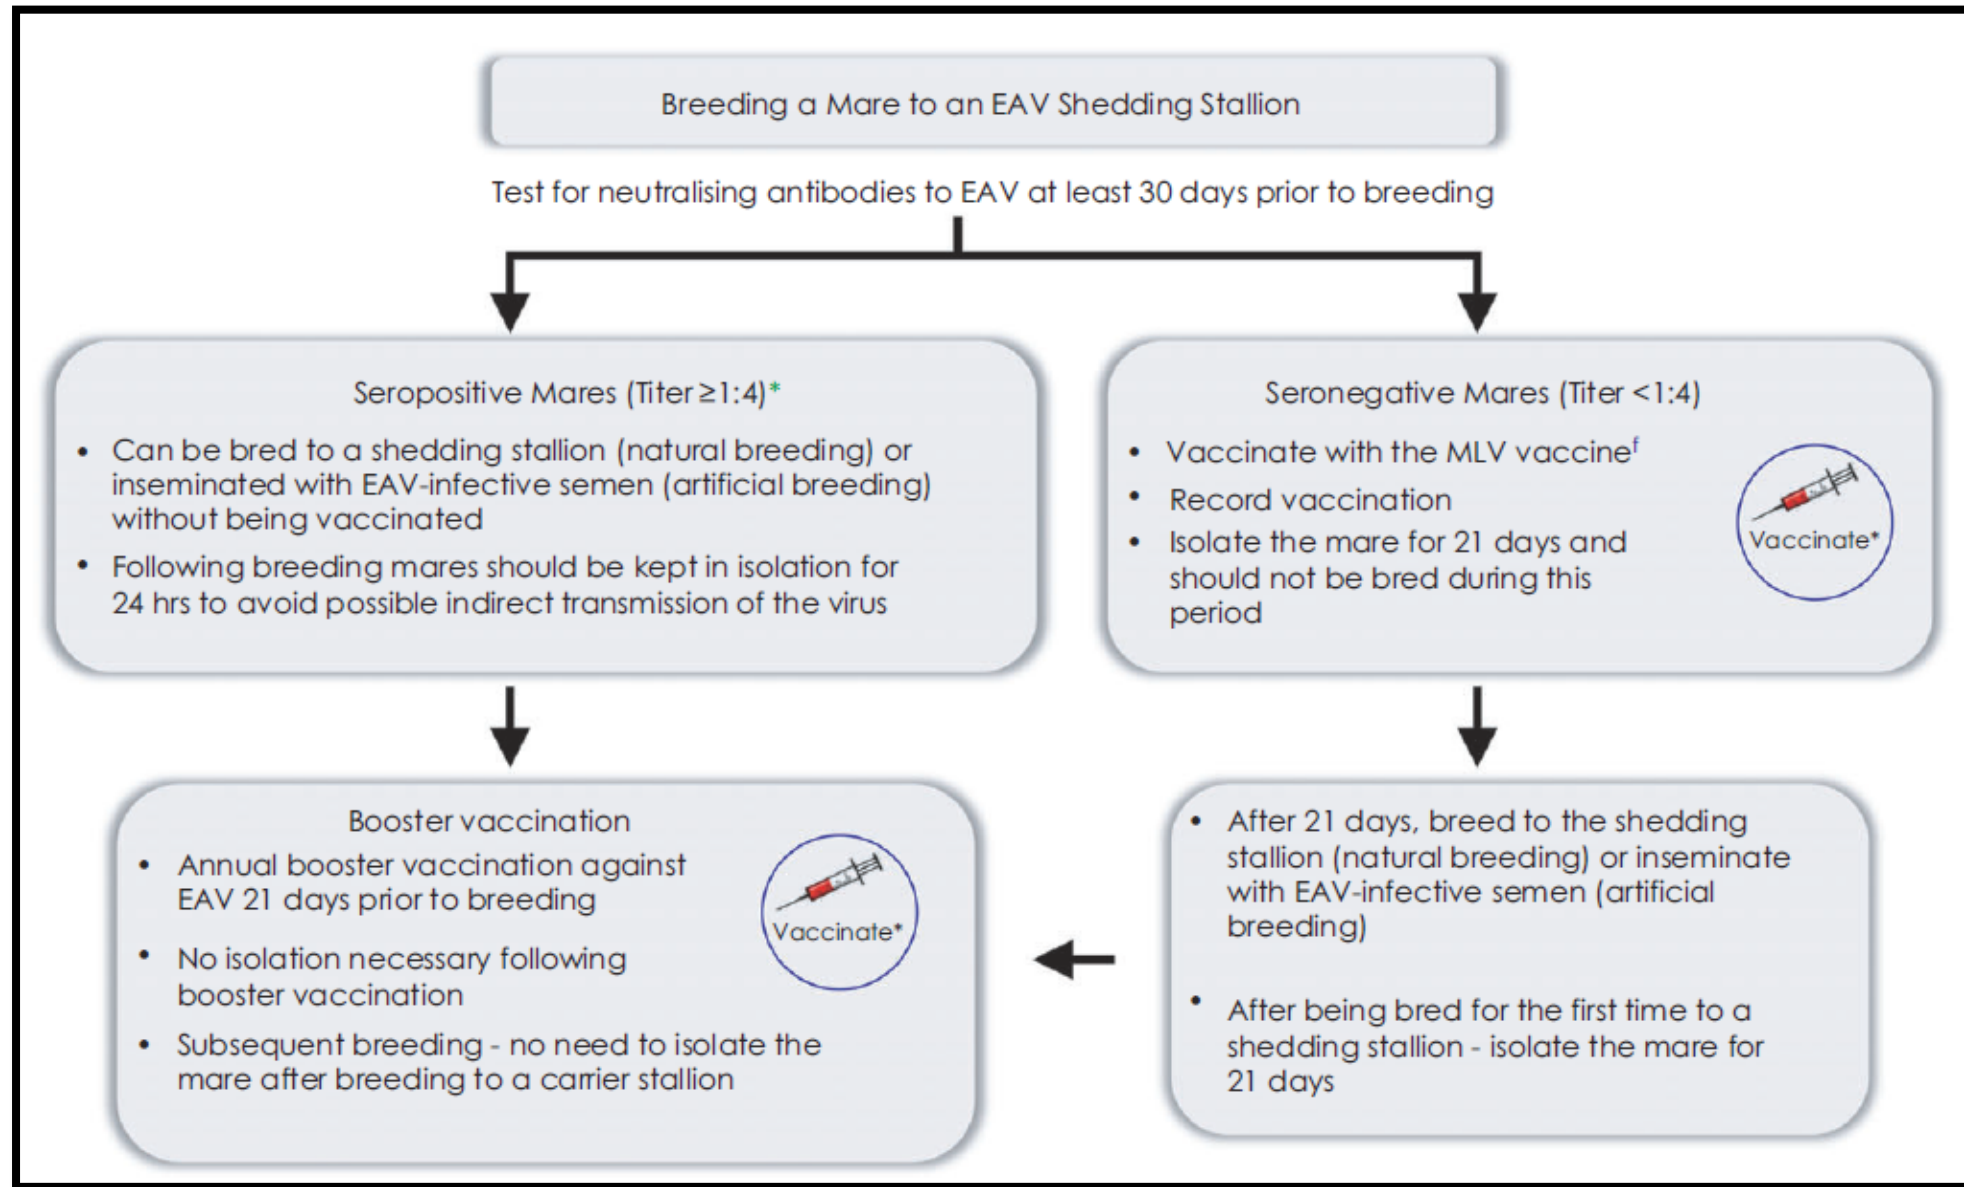 Breeding a Mare to an EAV Shedding Stallion
Test for neutralising antibodies to EAV at least 30 days prior to breeding
Seropositive Mares (Titer ≥1:4)*
• Can be bred to a shedding stallion (natural breeding) or
inseminated with EAV-infective semen (artificial breeding)
without being vaccinated
• Following breeding mares should be kept in isolation for
24 hrs to avoid possible indirect transmission of the virus
Seronegative Mares (Titer <1:4)
• Vaccinate with the MLV vaccineᶠ
• Record vaccination
• Isolate the mare for 21 days and
should not be bred during this
period
Vaccinate*
Booster vaccination
• Annual booster vaccination against
EAV 21 days prior to breeding
• No isolation necessary following
booster vaccination
• Subsequent breeding - no need to isolate the
mare after breeding to a carrier stallion
Vaccinate*
• After 21 days, breed to the shedding
stallion (natural breeding) or inseminate
with EAV-infective semen (artificial
breeding)
• After being bred for the first time to a
shedding stallion - isolate the mare for
21 days